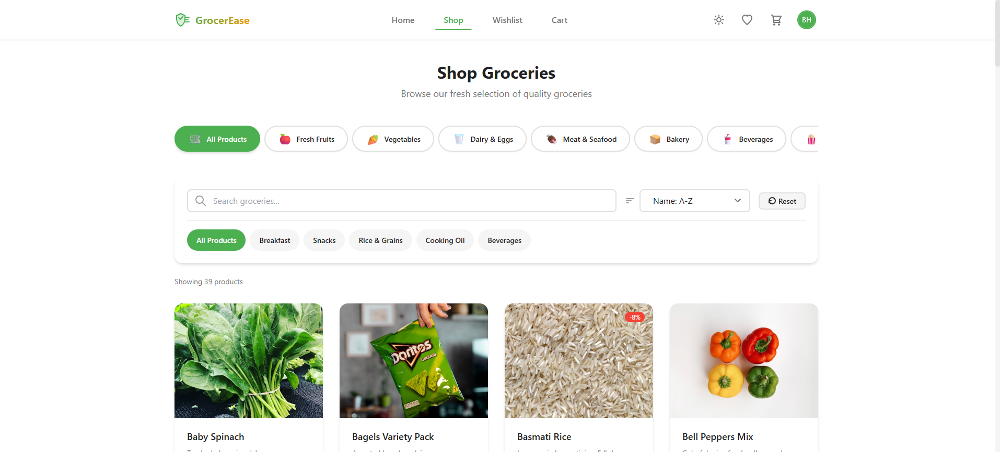 GrocerEase
Home
Shop
Wishlist
Cart
BH
Shop Groceries
Browse our fresh selection of quality groceries
All Products
Fresh Fruits
Vegetables
Dairy & Eggs
Meat & Seafood
Bakery
Beverages
Search groceries...
Name: A-Z
Reset
All Products
Breakfast
Snacks
Rice & Grains
Cooking Oil
Beverages
Showing 39 products
Doritos
WASABI
-8%
Baby Spinach
Bagels Variety Pack
Basmati Rice
Bell Peppers Mix